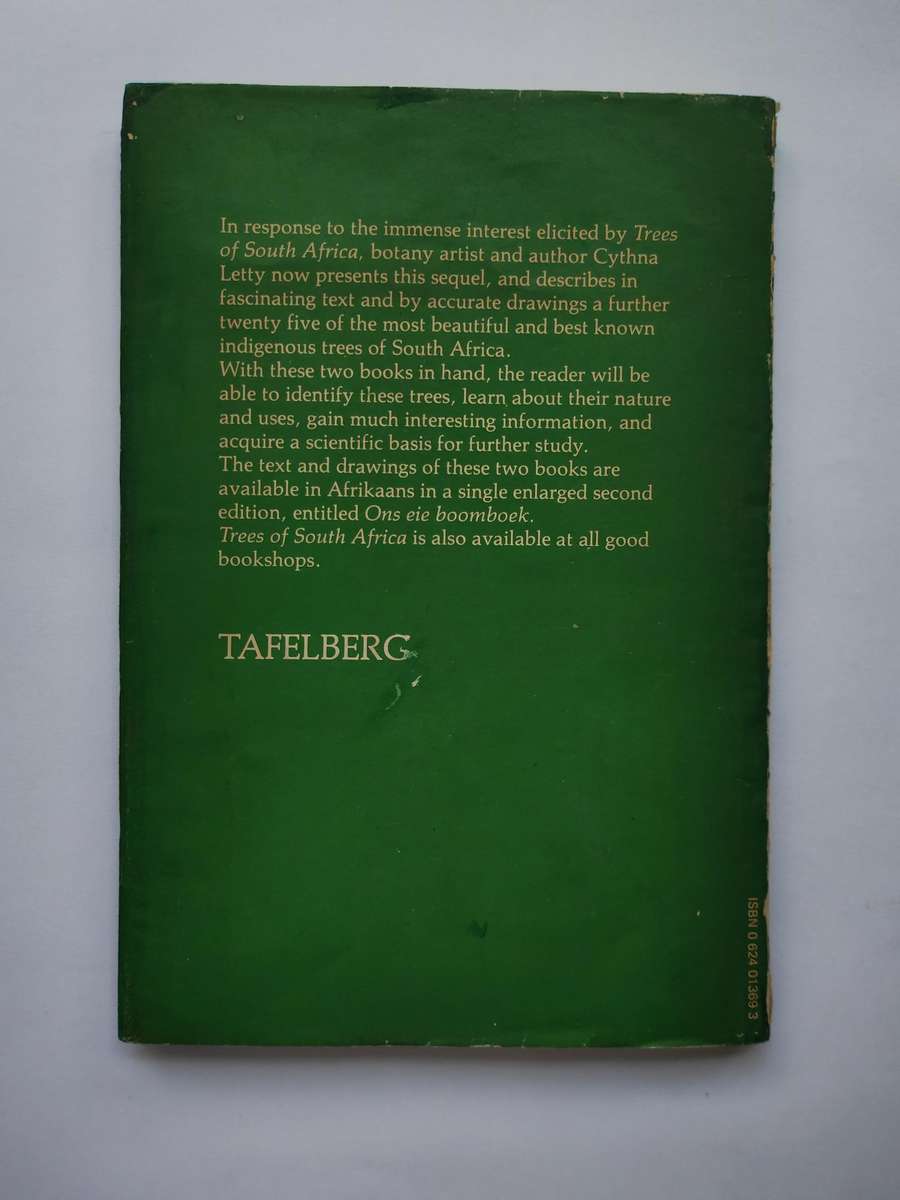 In response to the immense interest elicited by Trees
of South Africa, botany artist and author Cythna
Letty now presents this sequel, and describes in
fascinating text and by accurate drawings a further
twenty five of the most beautiful and best known
indigenous trees of South Africa.
With these two books in hand, the reader will be
able to identify these trees, learn about their nature
and uses, gain much interesting information, and
acquire a scientific basis for further study.
The text and drawings of these two books are
available in Afrikaans in a single enlarged second
edition, entitled Ons eie boomboek.
Trees of South Africa is also available at all good
bookshops.
TAFELBERG
ISBN 0 624 01369 3